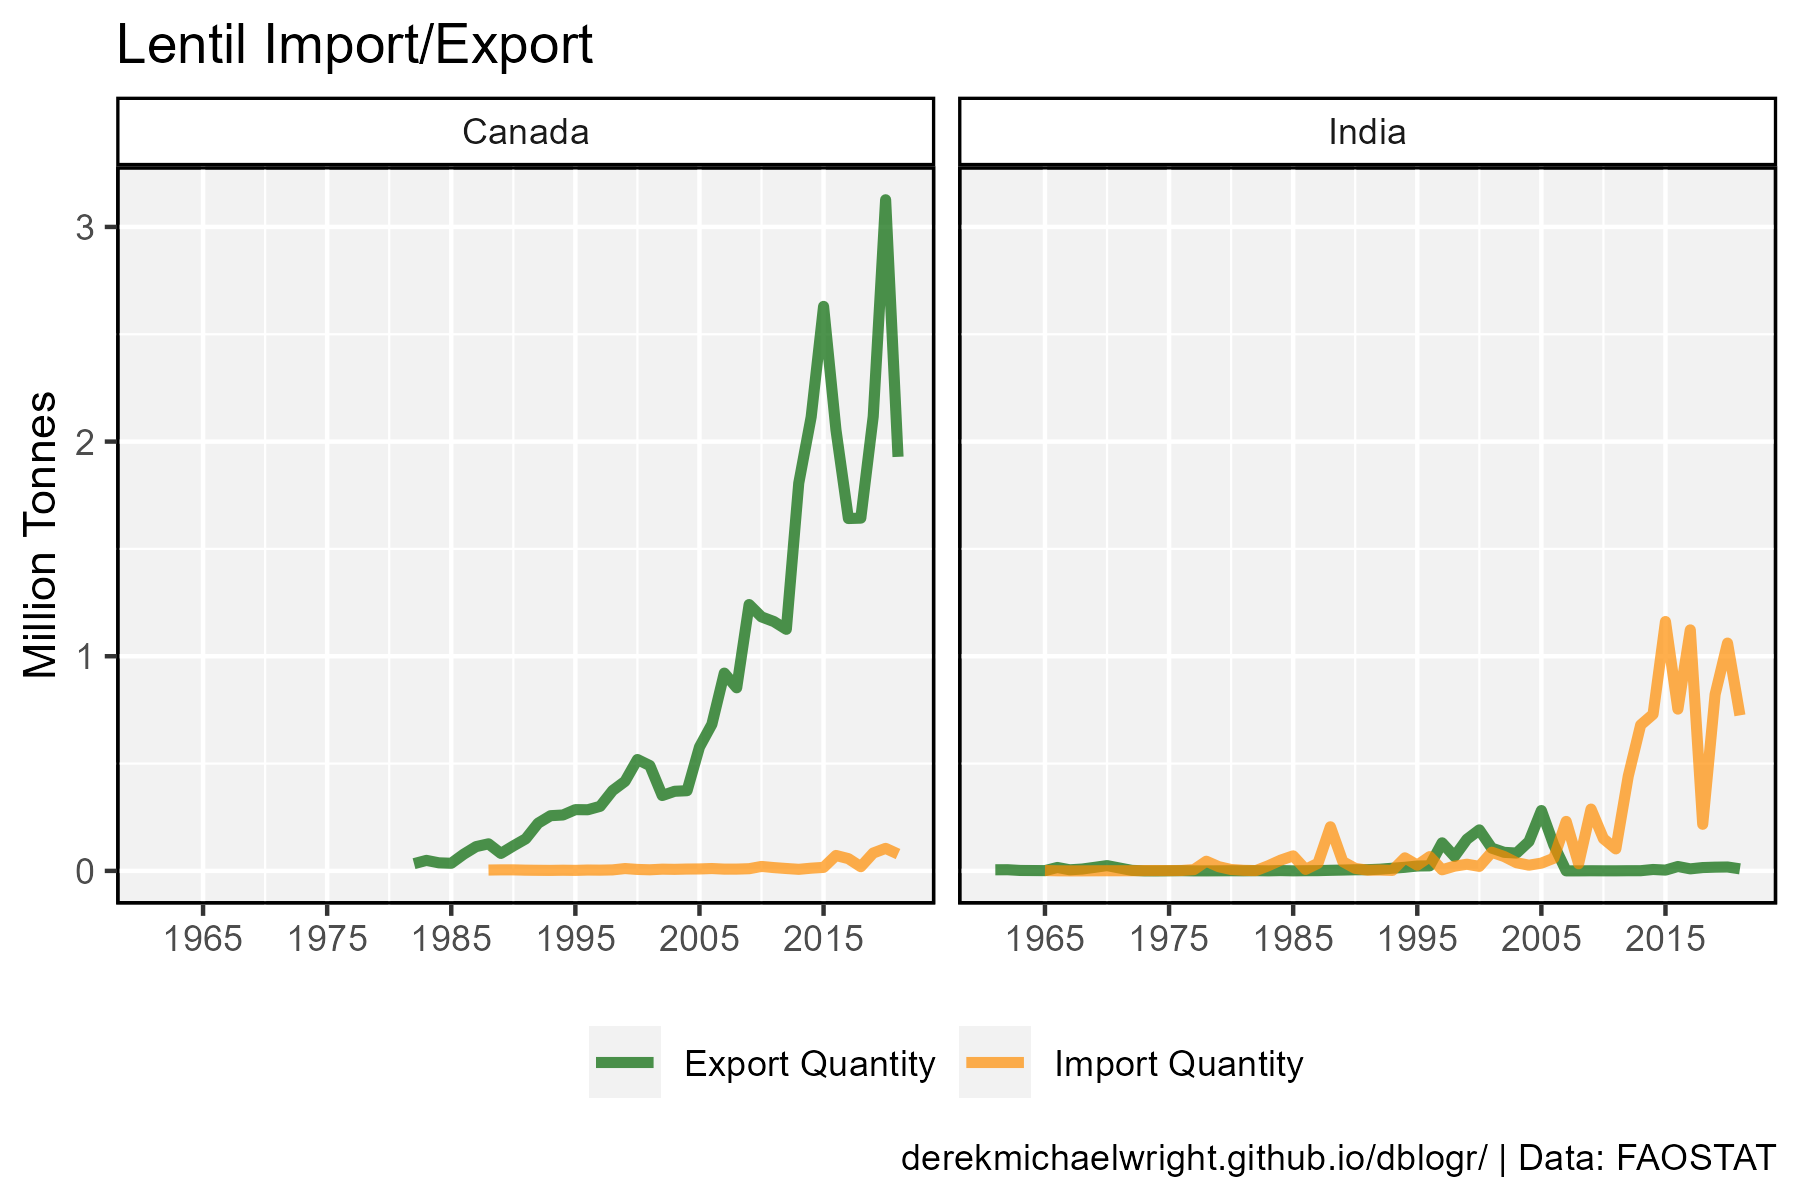 Lentil Import/Export
Canada
India
Million Tonnes
3
2
1
0
1965 1975 1985 1995 2005 2015
1965 1975 1985 1995 2005 2015
Export Quantity
Import Quantity
derekmichaelwright.github.io/dblogr/ | Data: FAOSTAT